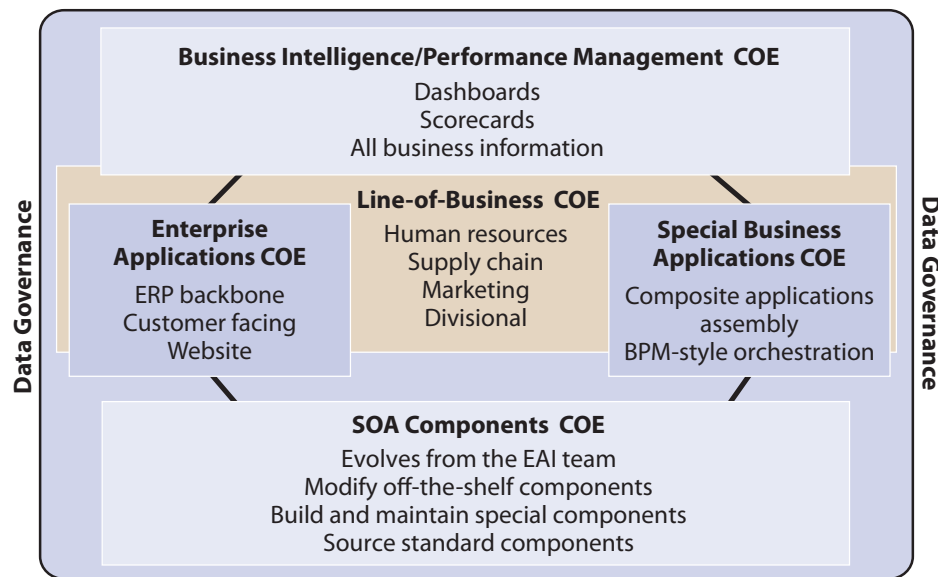 Business Intelligence/Performance Management COE
Dashboards
Scorecards
All business information
Data Governance
Line-of-Business COE
Human resources
Supply chain
Marketing
Divisional
Enterprise
Applications COE
ERP backbone
Customer facing
Website
Special Business
Applications COE
Composite applications
assembly
BPM-style orchestration
Data Governance
SOA Components COE
Evolves from the EAI team
Modify off-the-shelf components
Build and maintain special components
Source standard components